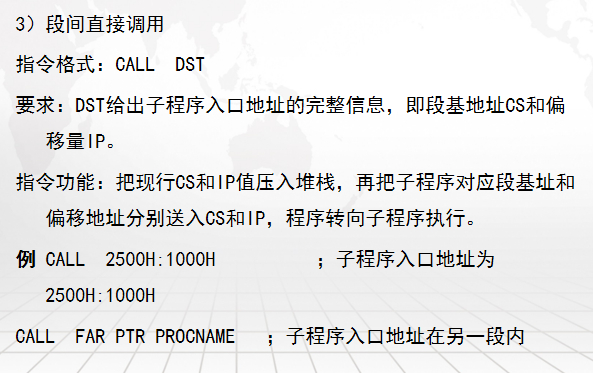 3）段间直接调用
指令格式：CALL  DST
要求：DST给出子程序入口地址的完整信息，即段基地址CS和偏
移量IP。
指令功能：把现行CS和IP值压入堆栈，再把子程序对应段基址和
偏移地址分别送入CS和IP，程序转向子程序执行。
例 CALL  2500H:1000H          ；子程序入口地址为
2500H:1000H
CALL  FAR PTR PROCNAME   ；子程序入口地址在另一段内